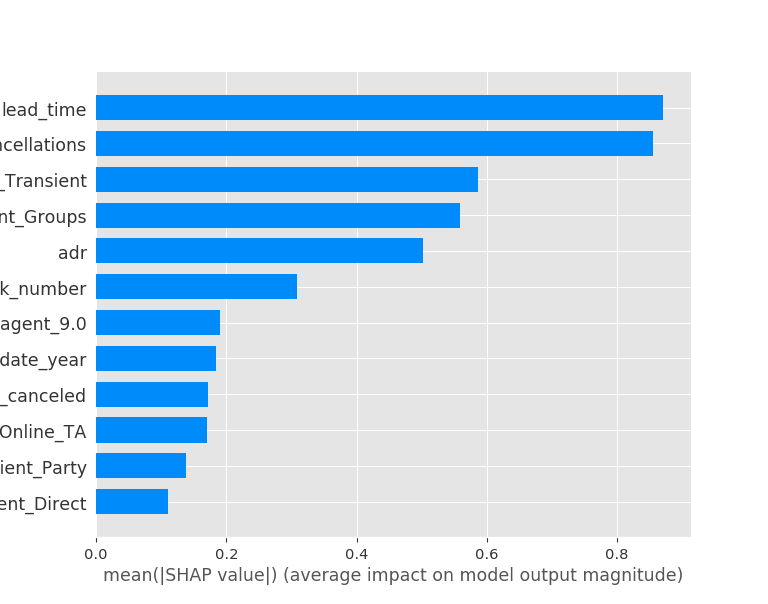 lead_time
ncellations
_Transient
nt_Groups
adr
k_number
agent_9.0
date_year
_canceled
Online_TA
ient_Party
ent_Direct
0.0 0.2 0.4 0.6 0.8
mean(|SHAP value|) (average impact on model output magnitude)